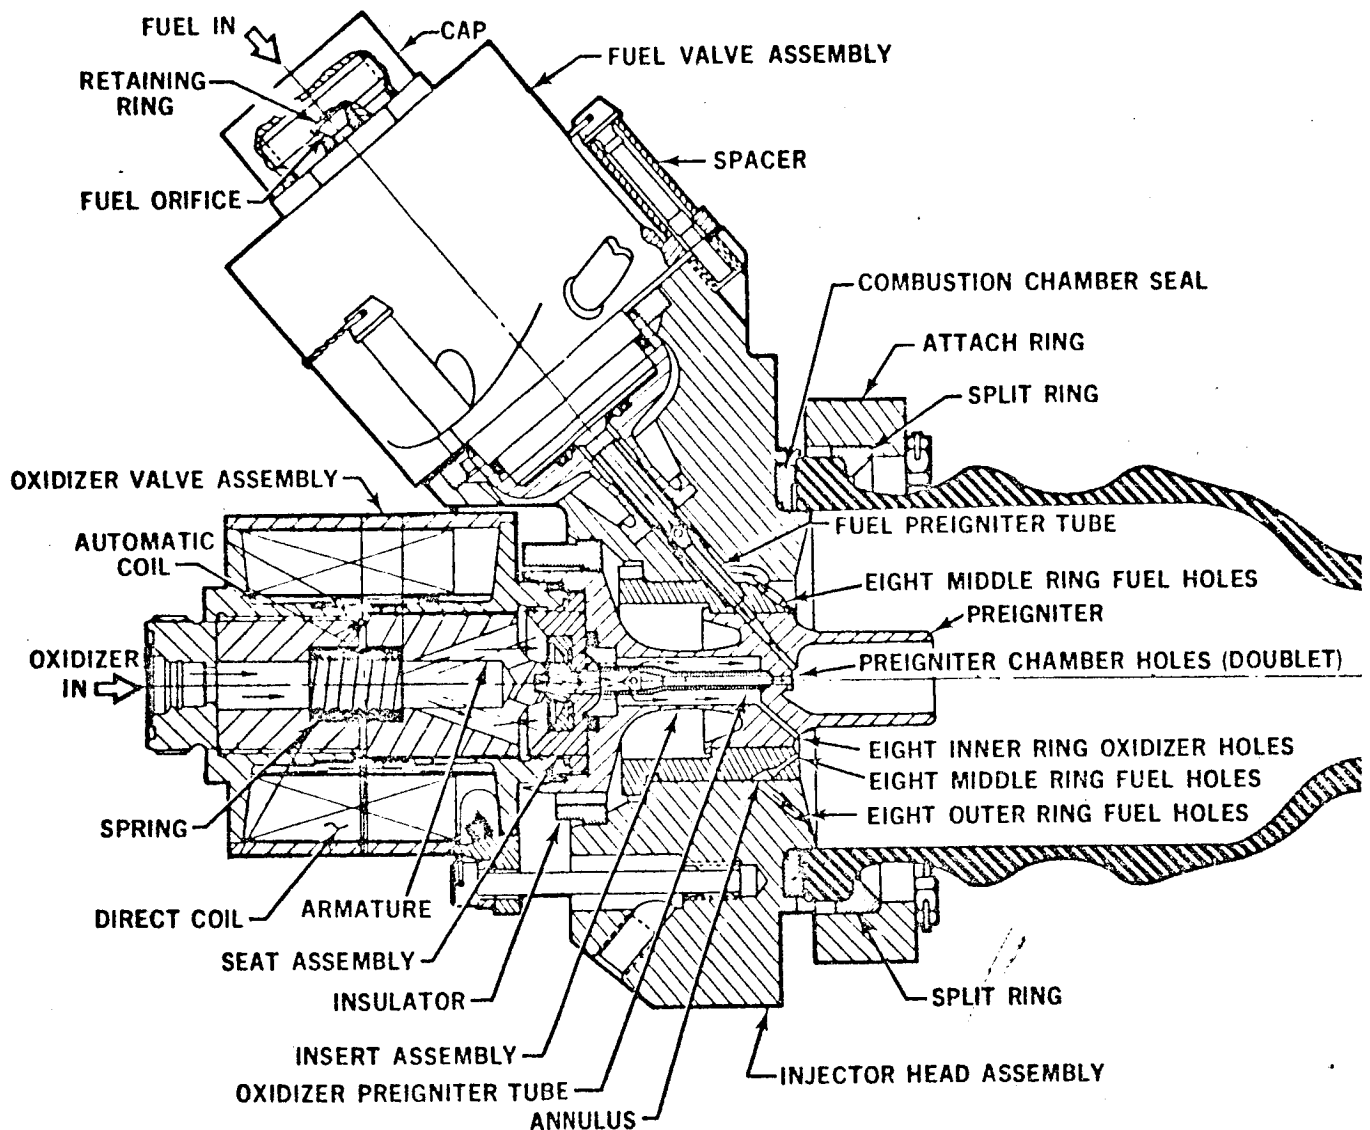 FUEL IN
CAP
FUEL VALVE ASSEMBLY
RETAINING
RING
SPACER
FUEL ORIFICE
COMBUSTION CHAMBER SEAL
ATTACH RING
SPLIT RING
OXIDIZER VALVE ASSEMBLY
FUEL PREIGNITER TUBE
AUTOMATIC
COIL
EIGHT MIDDLE RING FUEL HOLES
PREIGNITER
OXIDIZER
IN
PREIGNITER CHAMBER HOLES (DOUBLET)
EIGHT INNER RING OXIDIZER HOLES
EIGHT MIDDLE RING FUEL HOLES
EIGHT OUTER RING FUEL HOLES
SPRING
DIRECT COIL
ARMATURE
SEAT ASSEMBLY
INSULATOR
SPLIT RING
INSERT ASSEMBLY
INJECTOR HEAD ASSEMBLY
OXIDIZER PREIGNITER TUBE
ANNULUS